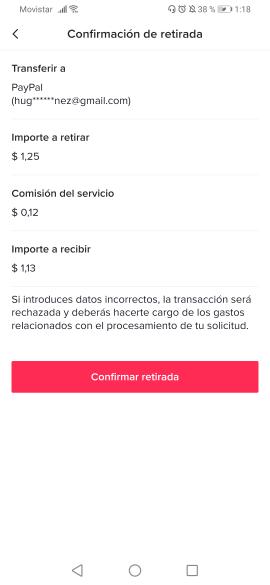 Movistar 38 % 1:18
Confirmación de retirada
Transferir a
PayPal
(hug******nez@gmail.com)
Importe a retirar
$ 1,25
Comisión del servicio
$ 0,12
Importe a recibir
$ 1,13
Si introduces datos incorrectos, la transacción será
rechazada y deberás hacerte cargo de los gastos
relacionados con el procesamiento de tu solicitud.
Confirmar retirada